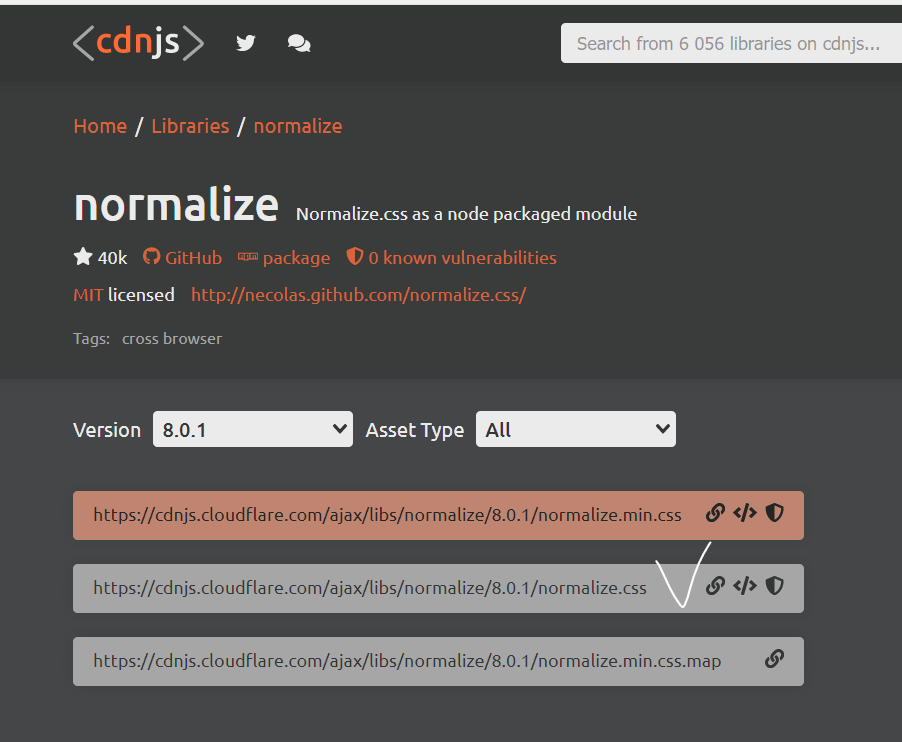 <cdnjs>
Search from 6 056 libraries on cdnjs...
Home / Libraries / normalize
normalize Normalize.css as a node packaged module
40k GitHub npm package 0 known vulnerabilities
MIT licensed http://necolas.github.com/normalize.css/
Tags: cross browser
Version 8.0.1 Asset Type All
https://cdnjs.cloudflare.com/ajax/libs/normalize/8.0.1/normalize.min.css </>
https://cdnjs.cloudflare.com/ajax/libs/normalize/8.0.1/normalize.css </>
https://cdnjs.cloudflare.com/ajax/libs/normalize/8.0.1/normalize.min.css.map